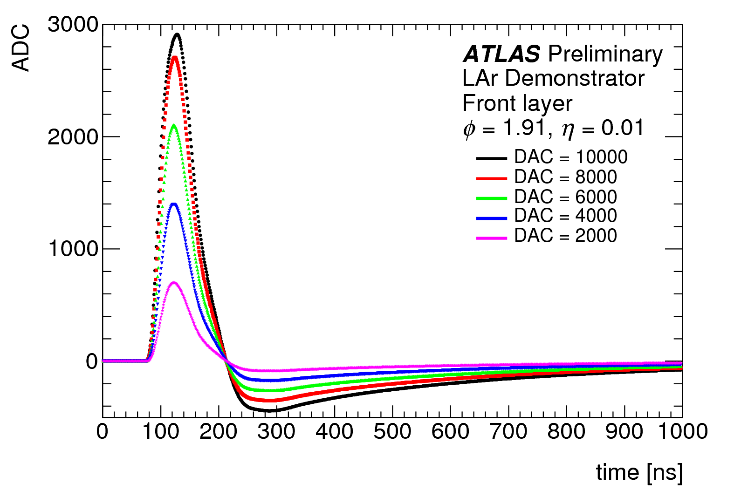 ADC
3000
2000
1000
0
ATLAS Preliminary
LAr Demonstrator
Front layer
ϕ = 1.91, η = 0.01
DAC = 10000
DAC = 8000
DAC = 6000
DAC = 4000
DAC = 2000
0 100 200 300 400 500 600 700 800 900 1000
time [ns]